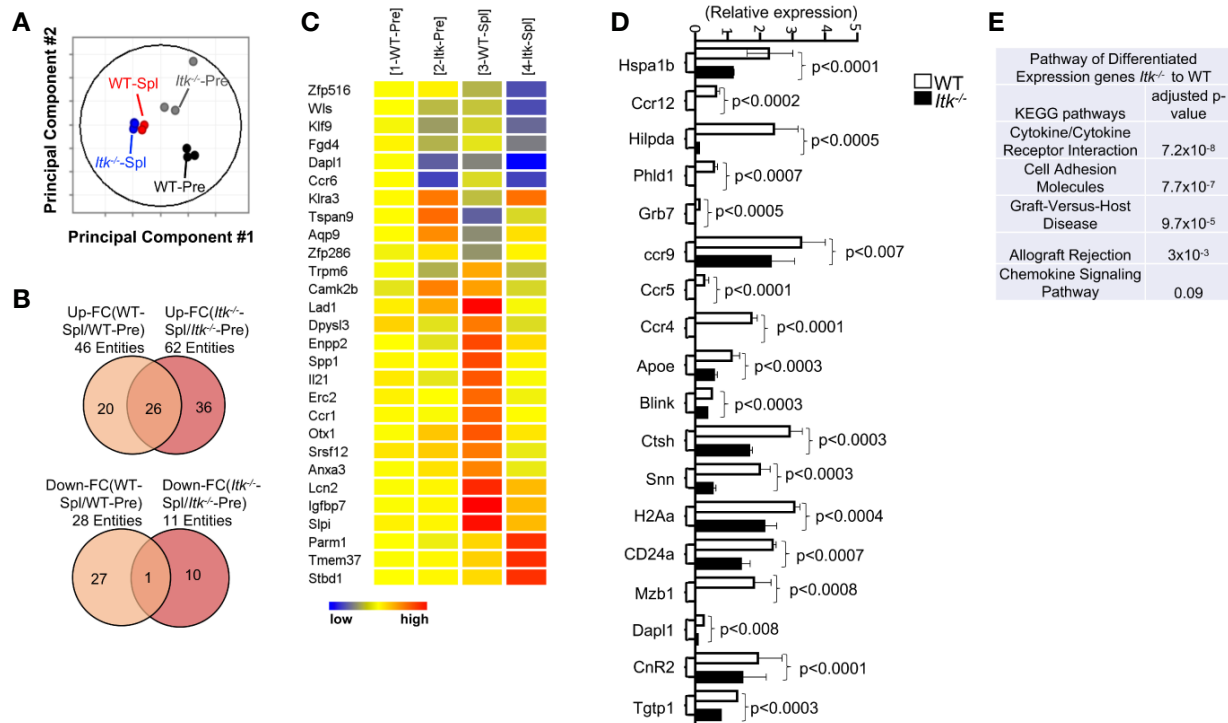 A
Principal Component #2
WT-Spl
Itk-/--Pre
Itk-/--Spl
WT-Pre
Principal Component #1
B
Up-FC(WT-
Spl/WT-Pre)
46 Entities
Up-FC(Itk-/--
Spl/Itk-/--Pre)
62 Entities
20
26
36
Down-FC(WT-
Spl/WT-Pre)
28 Entities
Down-FC(Itk-/--
Spl/Itk-/--Pre)
11 Entities
27
1
10
C
[1-WT-Pre]
[2-Itk-Pre]
[3-WT-Spl]
[4-Itk-Spl]
Zfp516
Wls
Klf9
Fgd4
Dapl1
Ccr6
Klra3
Tspan9
Aqp9
Zfp286
Trpm6
Camk2b
Lad1
Dpysl3
Enpp2
Spp1
Il21
Erc2
Ccr1
Otx1
Srsf12
Anxa3
Lcn2
Igfbp7
Slpi
Parm1
Tmem37
Stbd1
low
high
D
(Relative expression)
0
1
2
3
4
5
WT
Itk-/-
Hspa1b
p<0.0001
Ccr12
p<0.0002
Hilpda
p<0.0005
Phld1
p<0.0007
Grb7
p<0.0005
ccr9
p<0.007
Ccr5
p<0.0001
Ccr4
p<0.0001
Apoe
p<0.0003
Blink
p<0.0003
Ctsh
p<0.0003
Snn
p<0.0003
H2Aa
p<0.0004
CD24a
p<0.0007
Mzb1
p<0.0008
Dapl1
p<0.008
CnR2
p<0.0001
Tgtp1
p<0.0003
E
Pathway of Differentiated
Expression genes Itk-/- to WT
KEGG pathways
adjusted p-
value
Cytokine/Cytokine
Receptor Interaction
7.2x10-8
Cell Adhesion
Molecules
7.7x10-7
Graft-Versus-Host
Disease
9.7x10-5
Allograft Rejection
3x10-3
Chemokine Signaling
Pathway
0.09